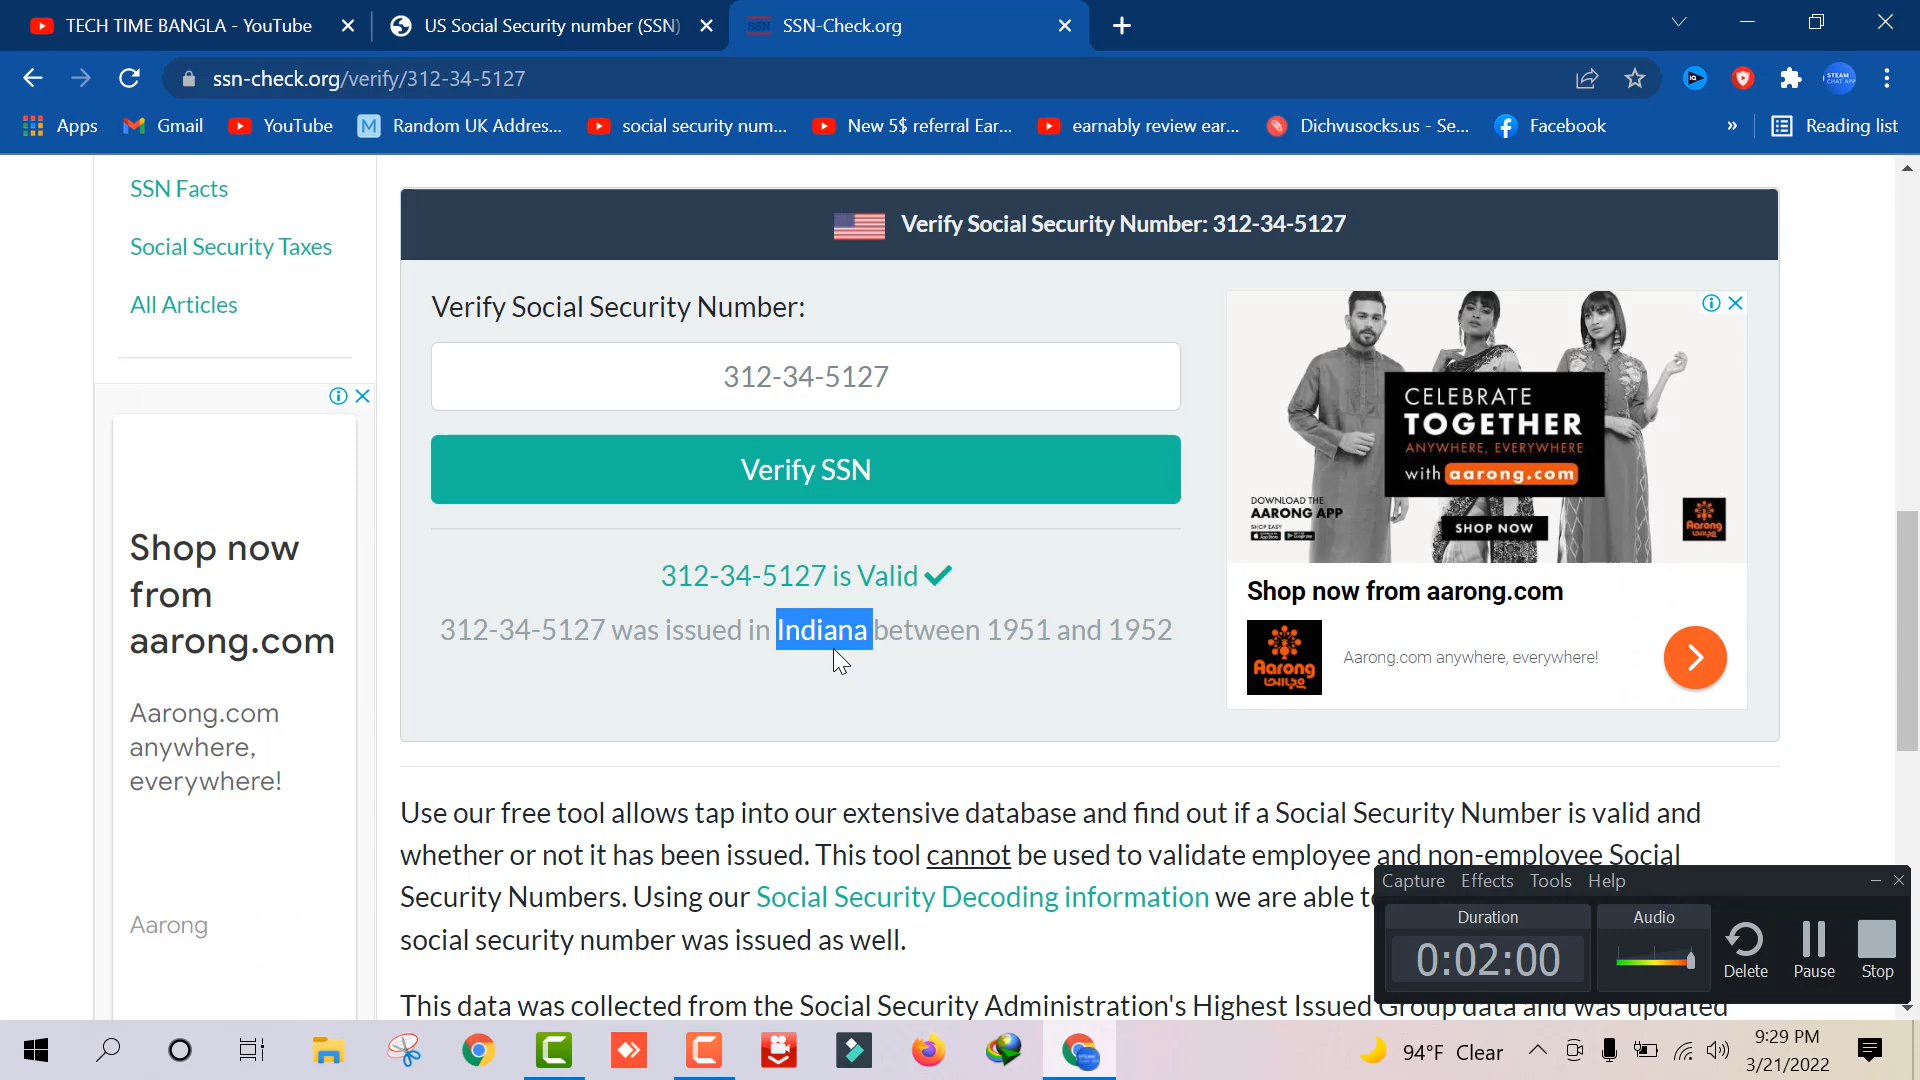 TECH TIME BANGLA - YouTube
US Social Security number (SSN)
SSN-Check.org
ssn-check.org/verify/312-34-5127
Apps
Gmail
YouTube
Random UK Addres...
social security num...
New 5$ referral Ear...
earnably review ear...
Dichvusocks.us - Se...
Facebook
»
Reading list
SSN Facts
Social Security Taxes
All Articles
Shop now
from
aarong.com
Aarong.com
anywhere,
everywhere!
Aarong
Verify Social Security Number: 312-34-5127
Verify Social Security Number:
312-34-5127
Verify SSN
312-34-5127 is Valid
312-34-5127 was issued in Indiana between 1951 and 1952
CELEBRATE
TOGETHER
ANYWHERE, EVERYWHERE
with aarong.com
DOWNLOAD THE
AARONG APP
SHOP NOW
Shop now from aarong.com
Aarong
আড়ং
Aarong.com anywhere, everywhere!
Use our free tool allows tap into our extensive database and find out if a Social Security Number is valid and
whether or not it has been issued. This tool cannot be used to validate employee and non-employee Social
Security Numbers. Using our Social Security Decoding information we are able to
social security number was issued as well.
This data was collected from the Social Security Administration's Highest Issued Group data and was updated
Capture Effects Tools Help
Duration
0:02:00
Audio
Delete
Pause
Stop
94°F Clear
9:29 PM
3/21/2022